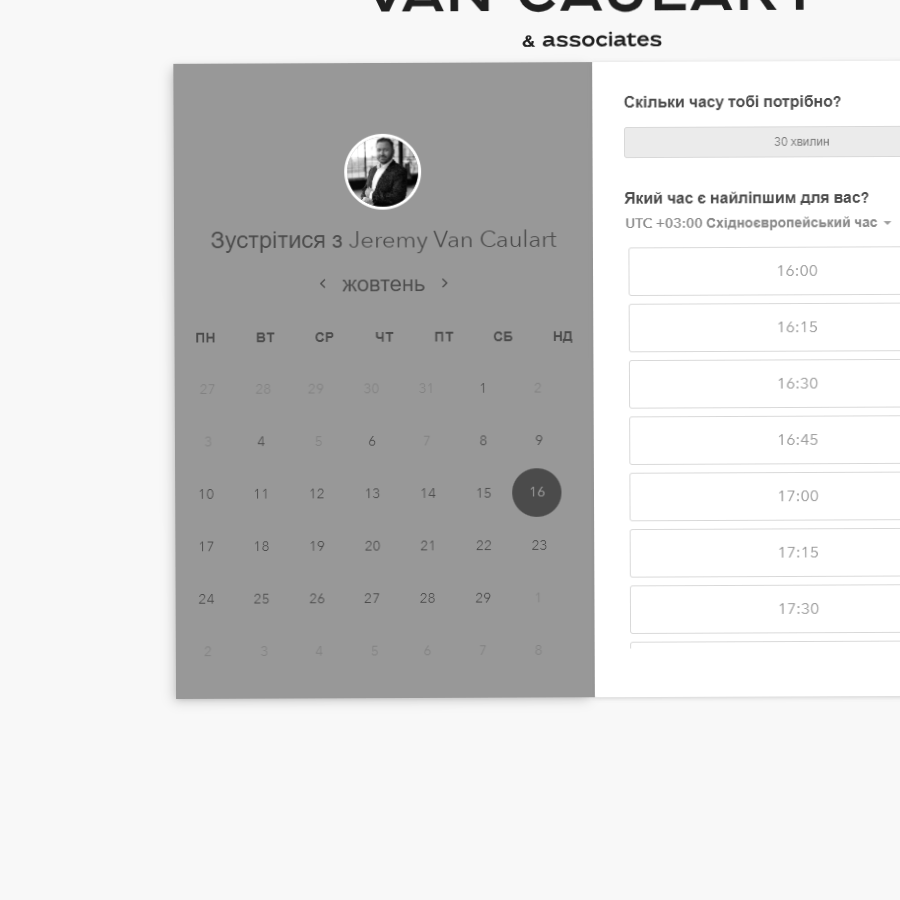 VAN CAULART
& associates
Зустрітися з Jeremy Van Caulart
жовтень
ПН ВТ СР ЧТ ПТ СБ НД
27 28 29 30 31 1 2
3 4 5 6 7 8 9
10 11 12 13 14 15 16
17 18 19 20 21 22 23
24 25 26 27 28 29 1
2 3 4 5 6 7 8
Скільки часу тобі потрібно?
30 хвилин
Який час є найліпшим для вас?
UTC +03:00 Східноєвропейський час
16:00
16:15
16:30
16:45
17:00
17:15
17:30